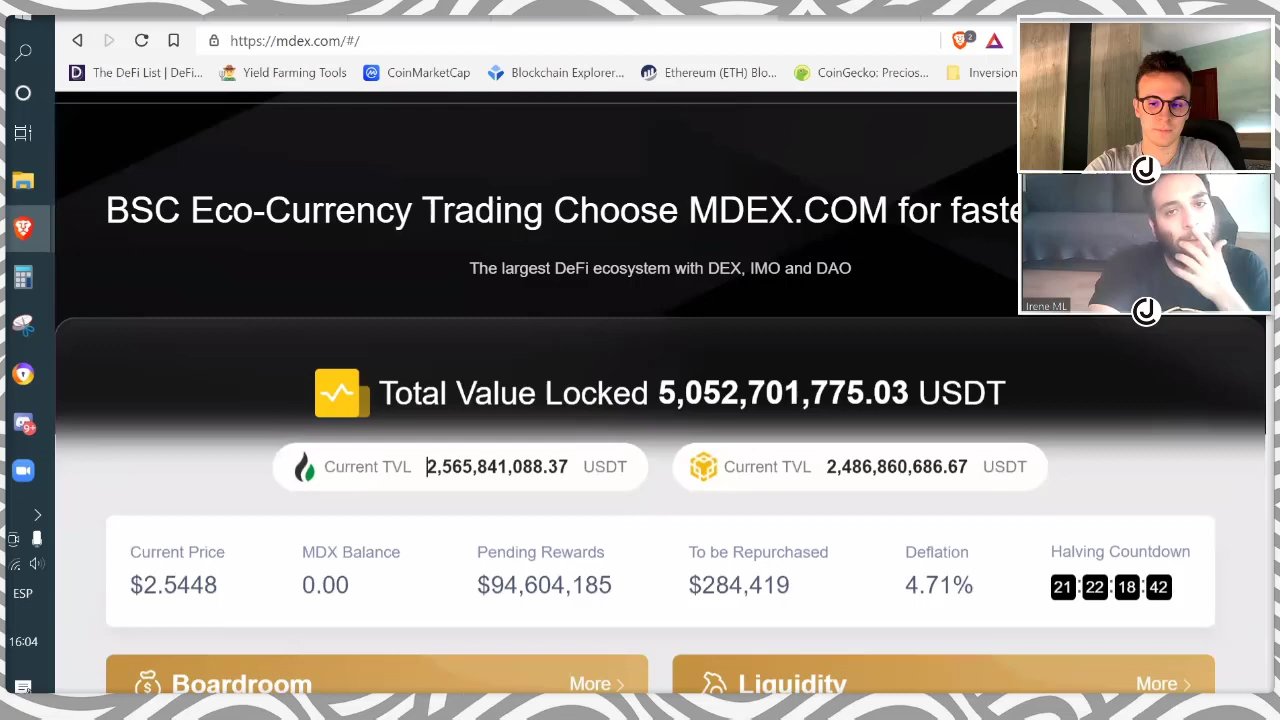 https://mdex.com/#/
2
The DeFi List | DeFi...
Yield Farming Tools
CoinMarketCap
Blockchain Explorer...
Ethereum (ETH) Blo...
CoinGecko: Precios...
Inversion
BSC Eco-Currency Trading Choose MDEX.COM for faste
The largest DeFi ecosystem with DEX, IMO and DAO
Irene ML
Total Value Locked 5,052,701,775.03 USDT
Current TVL 2,565,841,088.37 USDT
Current TVL 2,486,860,686.67 USDT
9+
Current Price
MDX Balance
Pending Rewards
To be Repurchased
Deflation
Halving Countdown
$2.5448
0.00
$94,604,185
$284,419
4.71%
21:22:18:42
ESP
16:04
Boardroom
More >
Liquidity
More >